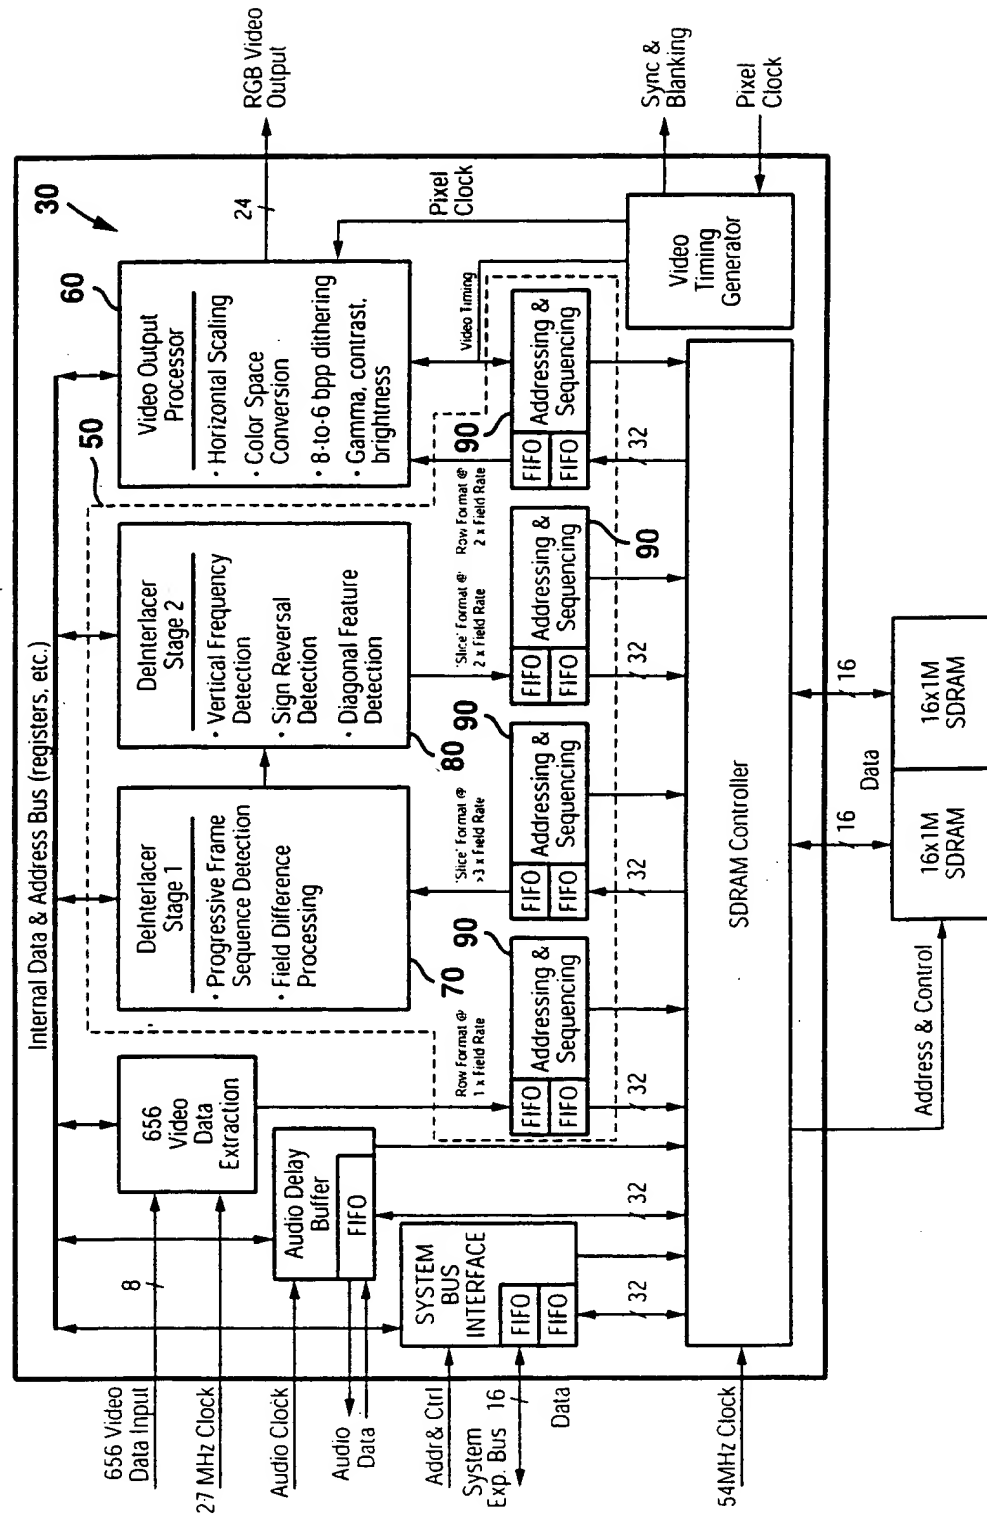 Internal Data & Address Bus (registers, etc.)
30
50
60
656 Video
Data Input
8
27 MHz Clock
656
Video
Data
Extraction
Audio Clock
Audio
Data
Audio Delay
Buffer
FIFO
32
Addr& Ctrl
System
Exp. Bus
16
Data
SYSTEM
BUS
INTERFACE
FIFO
FIFO
32
DeInterlacer
Stage 1
· Progressive Frame
Sequence Detection
· Field Difference
Processing
70
DeInterlacer
Stage 2
· Vertical Frequency
Detection
· Sign Reversal
Detection
· Diagonal Feature
Detection
80
Video Output
Processor
· Horizontal Scaling
· Color Space
Conversion
· 8-to-6 bpp dithering
· Gamma, contrast,
brightness
24
RGB Video
Output
Row Format @
1 x Field Rate
90
FIFO
FIFO
Addressing &
Sequencing
32
'Slice' Format @
>3 x Field Rate
90
FIFO
FIFO
Addressing &
Sequencing
32
'Slice' Format @
2 x Field Rate
FIFO
FIFO
Addressing &
Sequencing
90
32
Row Format @
2 x Field Rate
90
FIFO
FIFO
Addressing &
Sequencing
32
Video Timing
Pixel
Clock
Video
Timing
Generator
Sync &
Blanking
Pixel
Clock
54MHz Clock
SDRAM Controller
Address & Control
16
Data
16
16x1M
SDRAM
16x1M
SDRAM